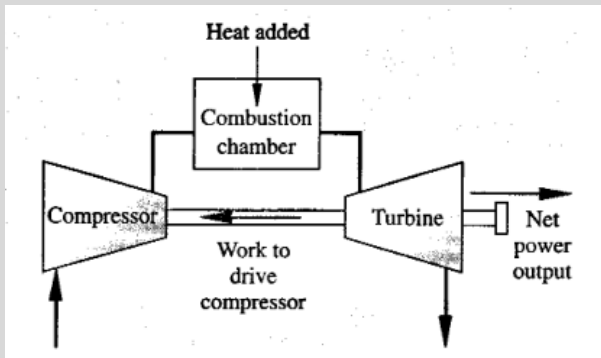 Heat added
Combustion
chamber
Compressor
Turbine
Work to
drive
compressor
Net
power
output